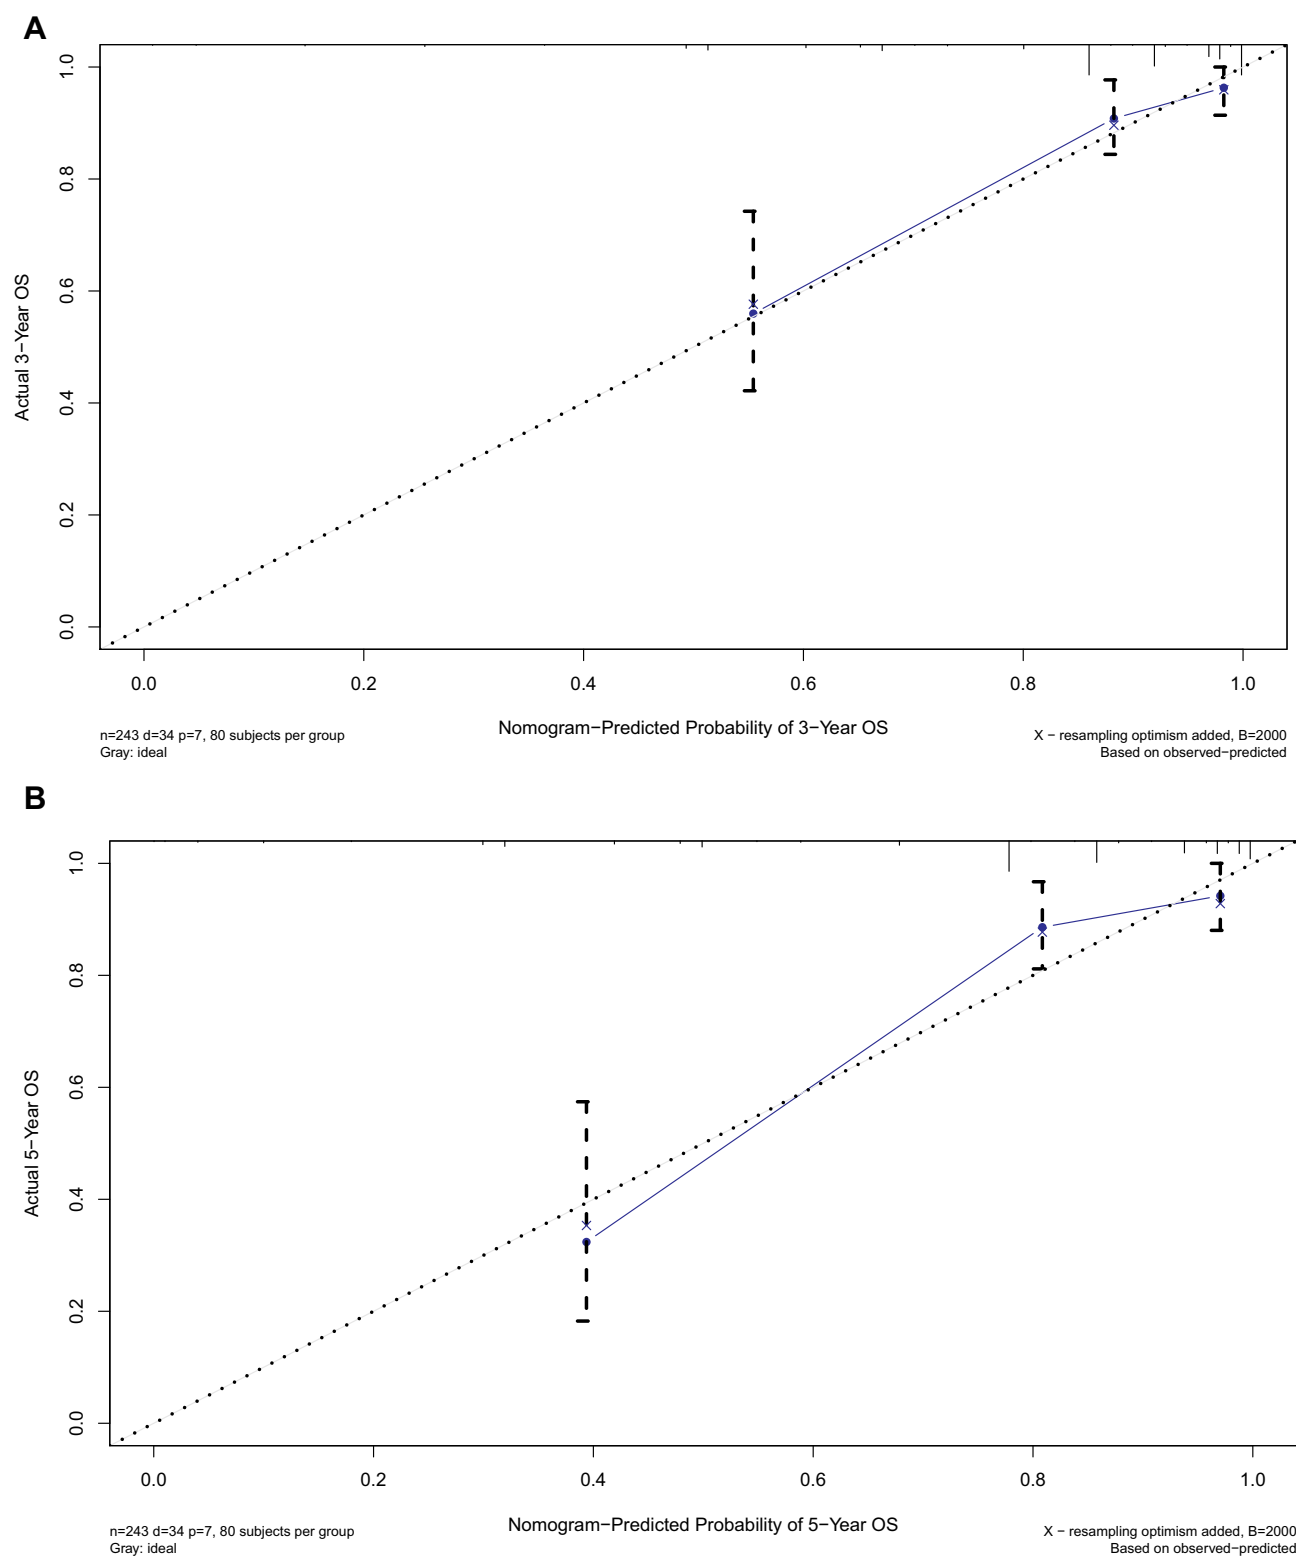 A
1.0
0.8
0.6
0.4
0.2
0.0
Actual 3−Year OS
0.0 0.2 0.4 0.6 0.8 1.0
Nomogram−Predicted Probability of 3−Year OS
n=243 d=34 p=7, 80 subjects per group
Gray: ideal
X − resampling optimism added, B=2000
Based on observed−predicted
B
1.0
0.8
0.6
0.4
0.2
0.0
Actual 5−Year OS
0.0 0.2 0.4 0.6 0.8 1.0
Nomogram−Predicted Probability of 5−Year OS
n=243 d=34 p=7, 80 subjects per group
Gray: ideal
X − resampling optimism added, B=2000
Based on observed−predicted